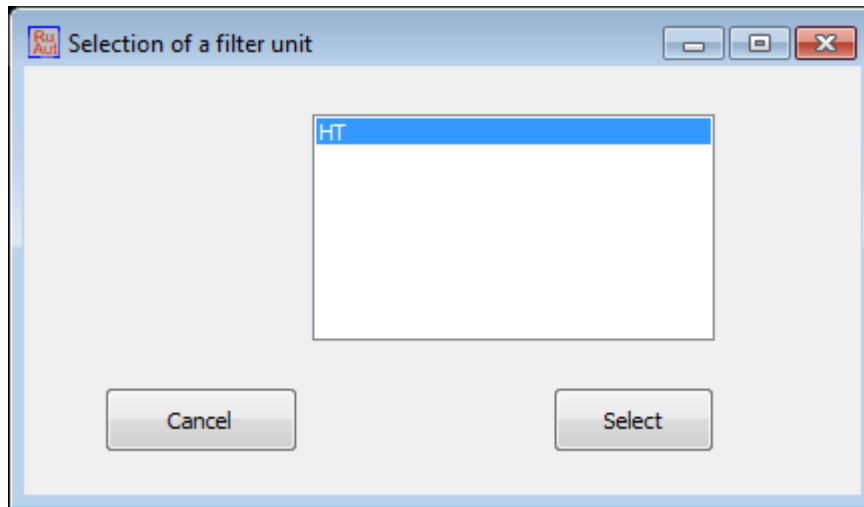 Ru
Aut
Selection of a filter unit
HT
Cancel
Select